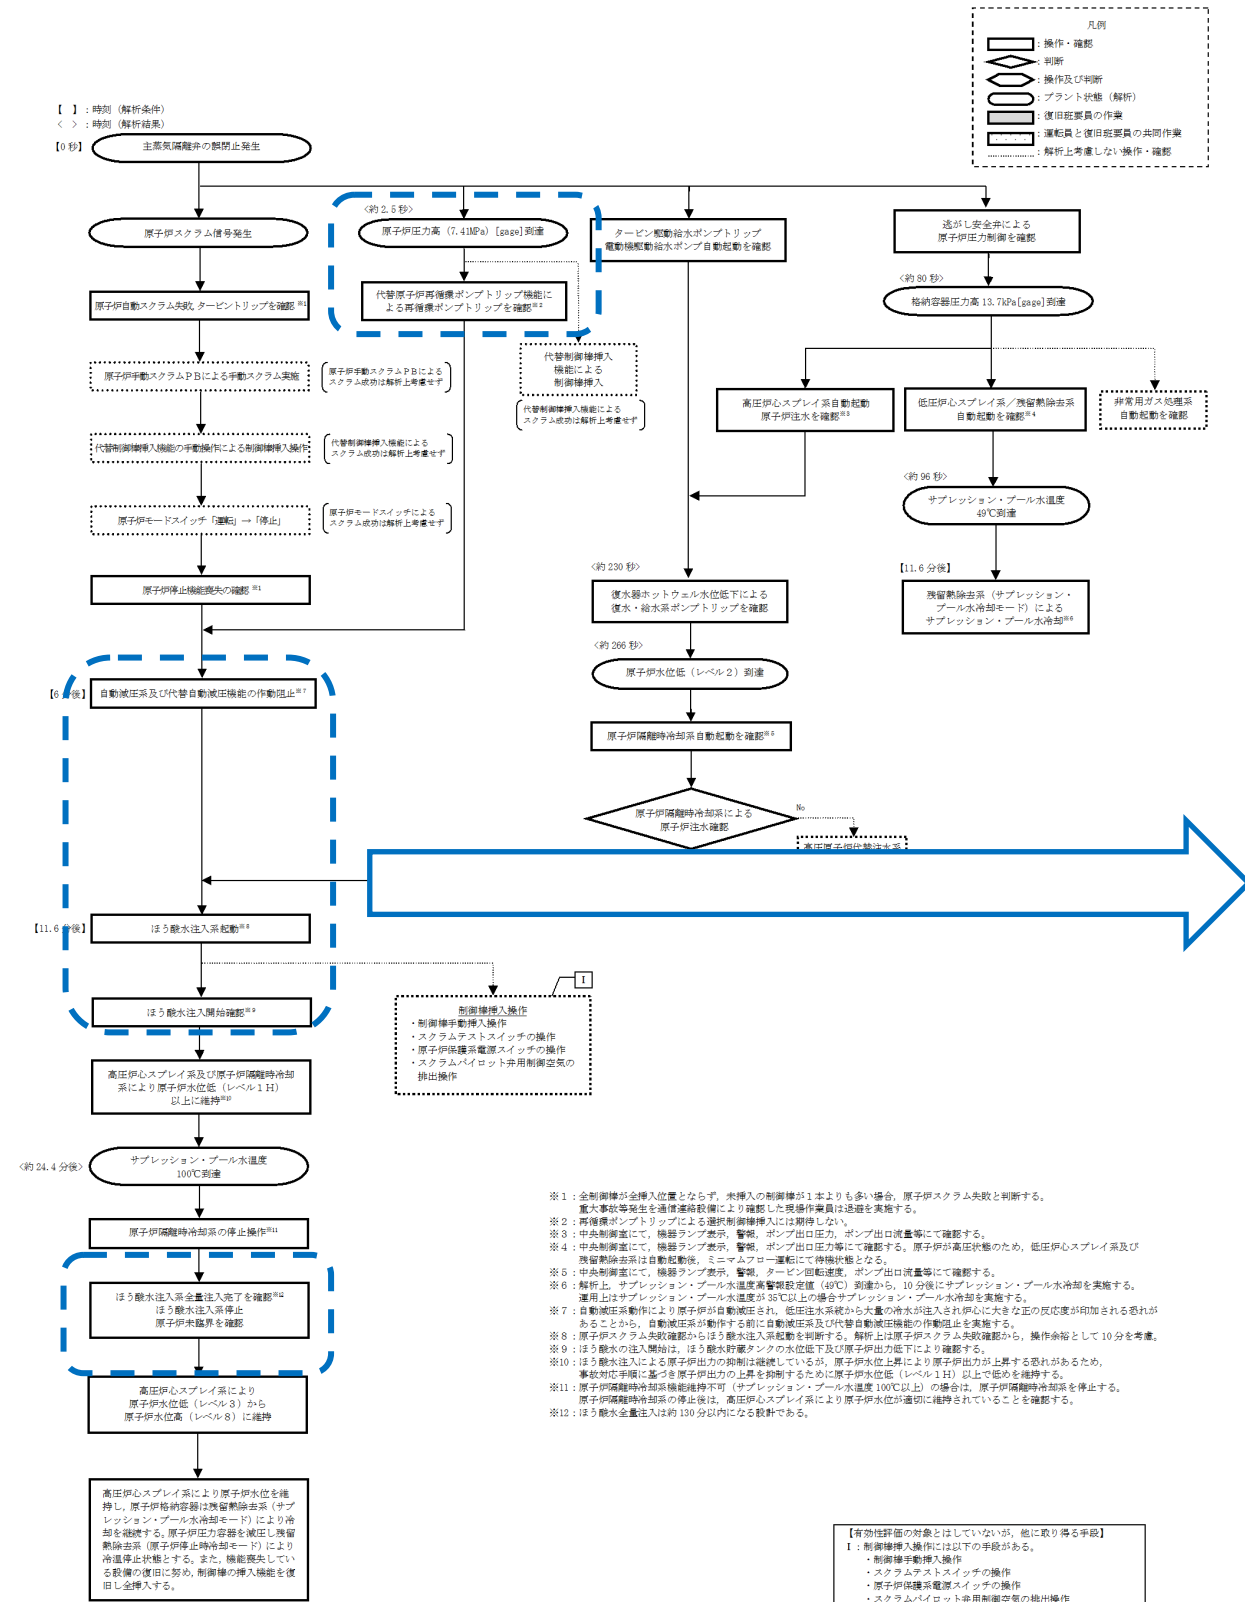 凡例
：操作・確認
：判断
：操作及び判断
：プラント状態（解析）
：復旧班要員の作業
：運転員と復旧班要員の共同作業
：解析上考慮しない操作・確認
【　】：時刻（解析条件）
＜　＞：時刻（解析結果）
【0秒】
主蒸気隔離弁の誤閉止発生
原子炉スクラム信号発生
原子炉自動スクラム失敗,タービントリップを確認※1
原子炉手動スクラムＰＢによる手動スクラム実施
原子炉手動スクラムＰＢによる
スクラム成功は解析上考慮せず
代替制御棒挿入機能の手動操作による制御棒挿入操作
代替制御棒挿入機能による
スクラム成功は解析上考慮せず
原子炉モードスイッチ「運転」→「停止」
原子炉モードスイッチによる
スクラム成功は解析上考慮せず
原子炉停止機能喪失の確認※1
＜約2.5秒＞
原子炉圧力高（7.41MPa）[gage]到達
代替原子炉再循環ポンプトリップ機能に
よる再循環ポンプトリップを確認※2
代替制御棒挿入
機能による
制御棒挿入
代替制御棒挿入機能による
スクラム成功は解析上考慮せず
タービン駆動給水ポンプトリップ
電動機駆動給水ポンプ自動起動を確認
逃がし安全弁による
原子炉圧力制御を確認
＜約80秒＞
格納容器圧力高13.7kPa[gage]到達
高圧炉心スプレイ系自動起動
原子炉注水を確認※3
低圧炉心スプレイ系／残留熱除去系
自動起動を確認※4
非常用ガス処理系
自動起動を確認
＜約96秒＞
サプレッション・プール水温度
49℃到達
【11.6分後】
残留熱除去系（サプレッション・
プール水冷却モード）による
サプレッション・プール水冷却※6
＜約230秒＞
復水器ホットウェル水位低下による
復水・給水系ポンプトリップを確認
＜約266秒＞
原子炉水位低（レベル２）到達
原子炉隔離時冷却系自動起動を確認※5
原子炉隔離時冷却系による
原子炉注水確認
No
高圧原子炉代替注水系
【6分後】
自動減圧系及び代替自動減圧機能の作動阻止※7
【11.6分後】
ほう酸水注入系起動※8
ほう酸水注入開始確認※9
Ⅰ
制御棒挿入操作
・制御棒手動挿入操作
・スクラムテストスイッチの操作
・原子炉保護系電源スイッチの操作
・スクラムパイロット弁用制御空気の
排出操作
高圧炉心スプレイ系及び原子炉隔離時冷却
系により原子炉水位低（レベル１Ｈ）
以上に維持※10
＜約24.4分後＞
サプレッション・プール水温度
100℃到達
原子炉隔離時冷却系の停止操作※11
ほう酸水注入系全量注入完了を確認※12
ほう酸水注入系停止
原子炉未臨界を確認
高圧炉心スプレイ系により
原子炉水位低（レベル３）から
原子炉水位高（レベル８）に維持
高圧炉心スプレイ系により原子炉水位を維
持し，原子炉格納容器は残留熱除去系（サプ
レッション・プール水冷却モード）により冷
却を継続する。原子炉圧力容器を減圧し残留
熱除去系（原子炉停止時冷却モード）により
冷温停止状態とする。また，機能喪失してい
る設備の復旧に努め，制御棒の挿入機能を復
旧し全挿入する。
※１：全制御棒が全挿入位置とならず，未挿入の制御棒が１本よりも多い場合，原子炉スクラム失敗と判断する。
重大事故等発生を通信連絡設備により確認した現場作業員は退避を実施する。
※２：再循環ポンプトリップによる選択制御棒挿入には期待しない。
※３：中央制御室にて，機器ランプ表示，警報，ポンプ出口圧力，ポンプ出口流量等にて確認する。
※４：中央制御室にて，機器ランプ表示，警報，ポンプ出口圧力等にて確認する。原子炉が高圧状態のため，低圧炉心スプレイ系及び
残留熱除去系は自動起動後，ミニマムフロー運転にて待機状態となる。
※５：中央制御室にて，機器ランプ表示，警報，タービン回転速度，ポンプ出口流量等にて確認する。
※６：解析上，サプレッション・プール水温度高警報設定値（49℃）到達から，10分後にサプレッション・プール水冷却を実施する。
運用上はサプレッション・プール水温度が35℃以上の場合サプレッション・プール水冷却を実施する。
※７：自動減圧系動作により原子炉が自動減圧され，低圧注水系統から大量の冷水が注入され炉心に大きな正の反応度が印加される恐れが
あることから，自動減圧系が動作する前に自動減圧系及び代替自動減圧機能の作動阻止を実施する。
※８：原子炉スクラム失敗確認からほう酸水注入系起動を判断する。解析上は原子炉スクラム失敗確認から，操作余裕として10分を考慮。
※９：ほう酸水の注入開始は，ほう酸水貯蔵タンクの水位低下及び原子炉出力低下により確認する。
※10：ほう酸水注入による原子炉出力の抑制は継続しているが，原子炉水位上昇により原子炉出力が上昇する恐れがあるため，
事故対応手順に基づき原子炉出力の上昇を抑制するために原子炉水位低（レベル１Ｈ）以上で低めを維持する。
※11：原子炉隔離時冷却系機能維持不可（サプレッション・プール水温度100℃以上）の場合は，原子炉隔離時冷却系を停止する。
原子炉隔離時冷却系の停止後は，高圧炉心スプレイ系により原子炉水位が適切に維持されていることを確認する。
※12：ほう酸水全量注入は約130分以内になる設計である。
【有効性評価の対象とはしていないが，他に取り得る手段】
Ⅰ：制御棒挿入操作には以下の手段がある。
・制御棒手動挿入操作
・スクラムテストスイッチの操作
・原子炉保護系電源スイッチの操作
・スクラムパイロット弁用制御空気の排出操作